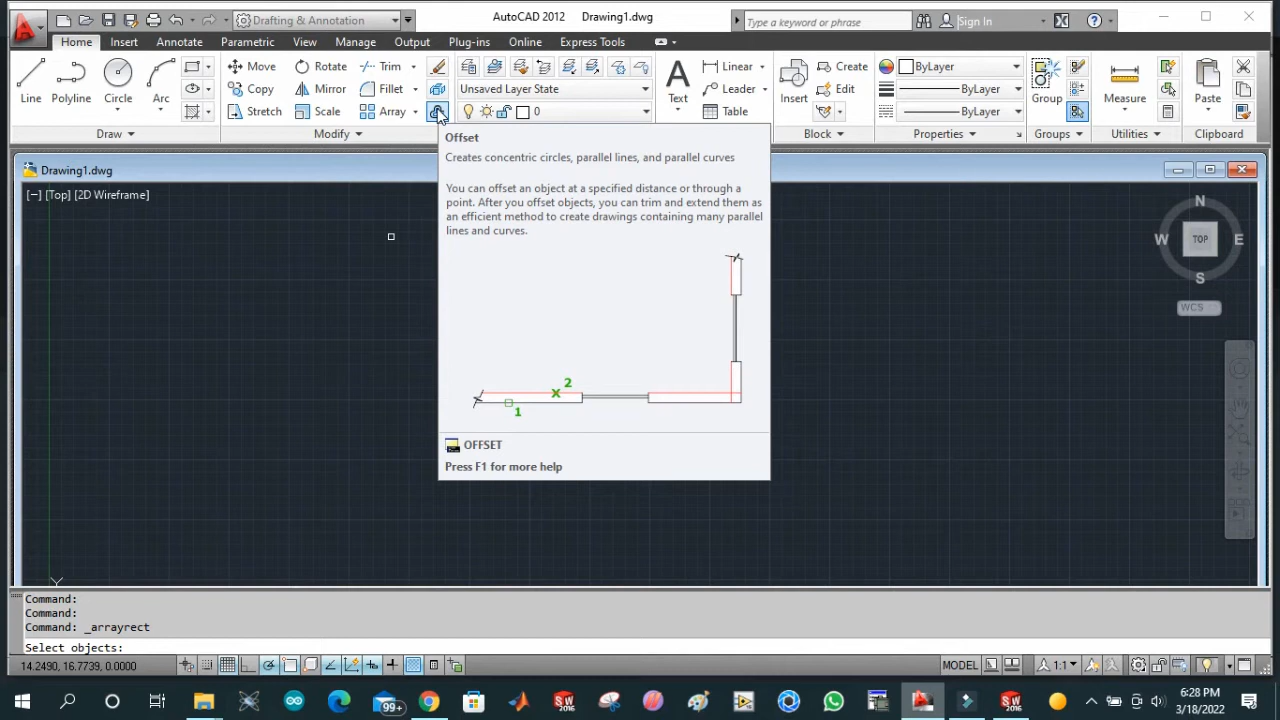 Drafting & Annotation
AutoCAD 2012
Drawing1.dwg
Type a keyword or phrase
Sign In
Home
Insert
Annotate
Parametric
View
Manage
Output
Plug-ins
Online
Express Tools
Line
Polyline
Circle
Arc
Move
Rotate
Trim
Copy
Mirror
Fillet
Stretch
Scale
Array
Unsaved Layer State
0
Text
Linear
Leader
Table
Insert
Create
Edit
ByLayer
ByLayer
ByLayer
Group
Measure
Paste
Draw
Modify
Block
Properties
Groups
Utilities
Clipboard
Offset
Creates concentric circles, parallel lines, and parallel curves
You can offset an object at a specified distance or through a
point. After you offset objects, you can trim and extend them as
an efficient method to create drawings containing many parallel
lines and curves.
2
1
OFFSET
Press F1 for more help
Drawing1.dwg
[−] [Top] [2D Wireframe]
N
W
TOP
E
S
WCS
Y
Command:
Command:
Command: _arrayrect
Select objects:
14.2490, 16.7739, 0.0000
MODEL
1:1
99+
SW
2016
SW
2016
6:28 PM
3/18/2022